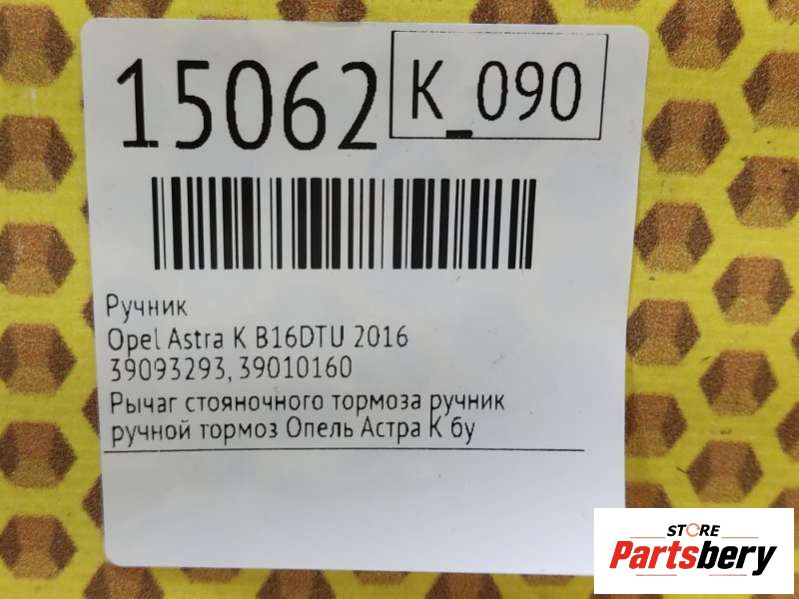 15062
K_090
Ручник
Opel Astra K B16DTU 2016
39093293, 39010160
Рычаг стояночного тормоза ручник
ручной тормоз Опель Астра К бу
STORE
Partsbery